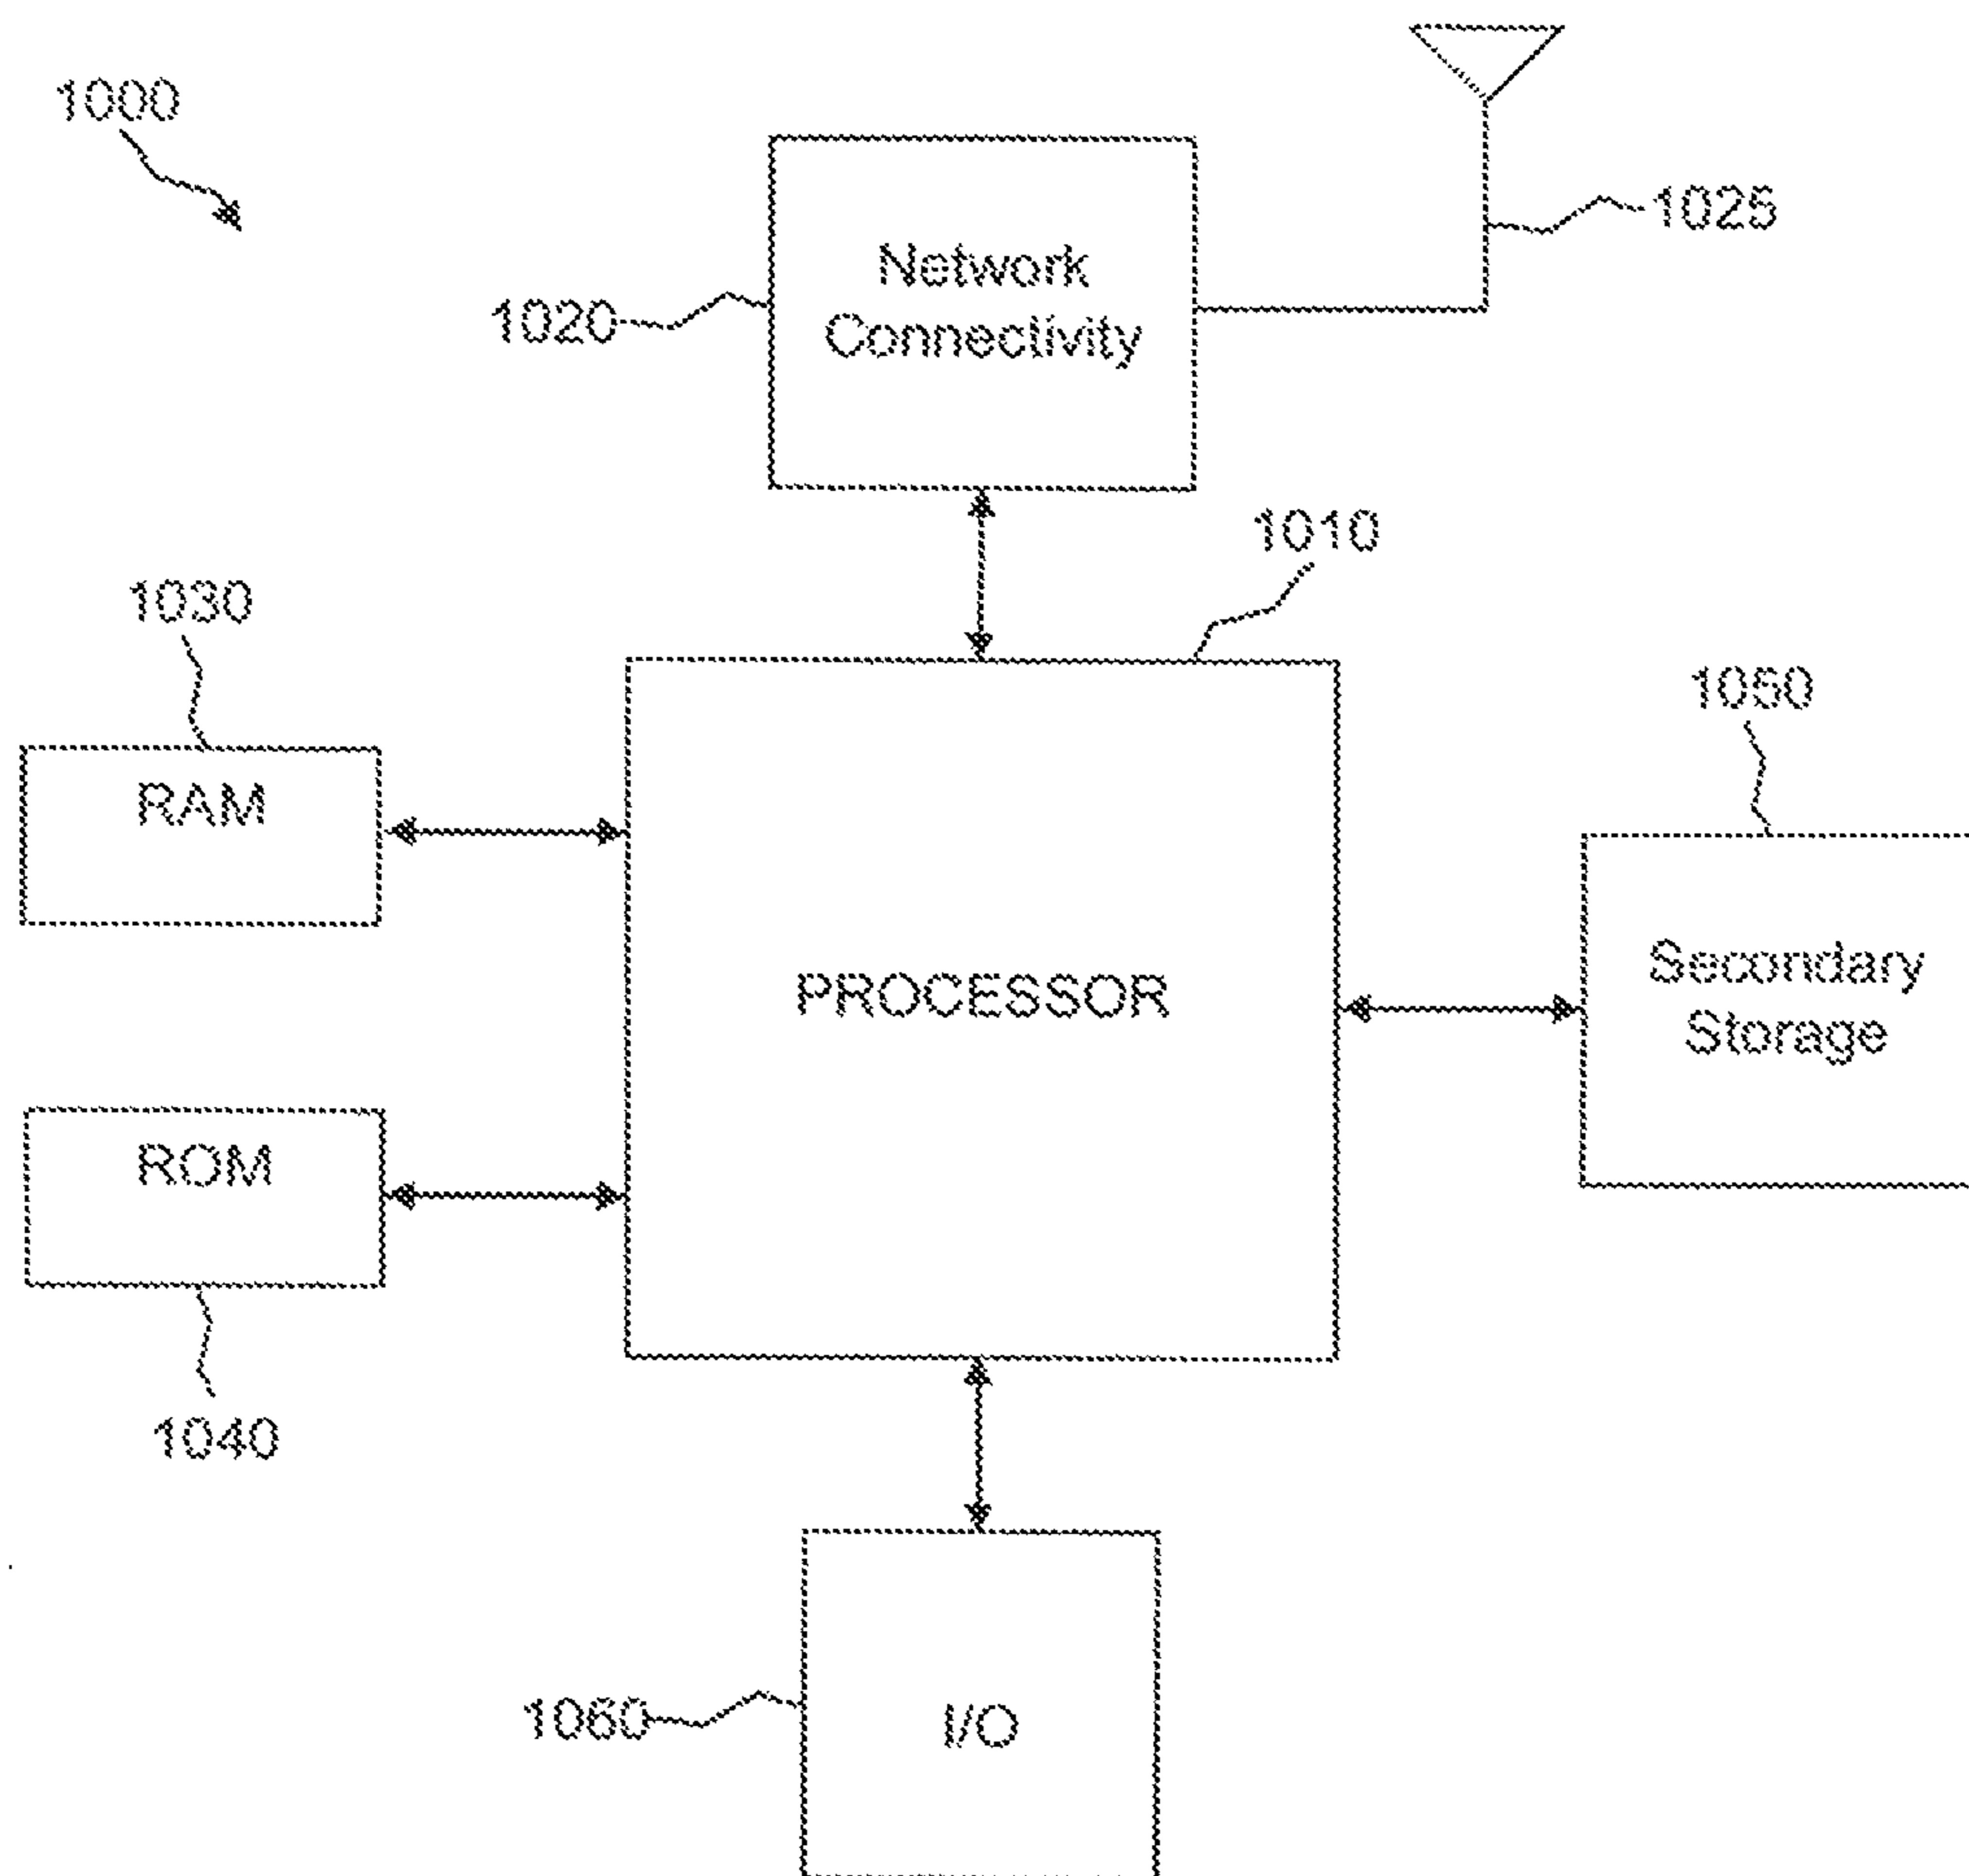 1000
1025
Network
Connectivity
1020
1010
1030
1050
RAM
PROCESSOR
Secondary
Storage
ROM
1040
1060
I/O